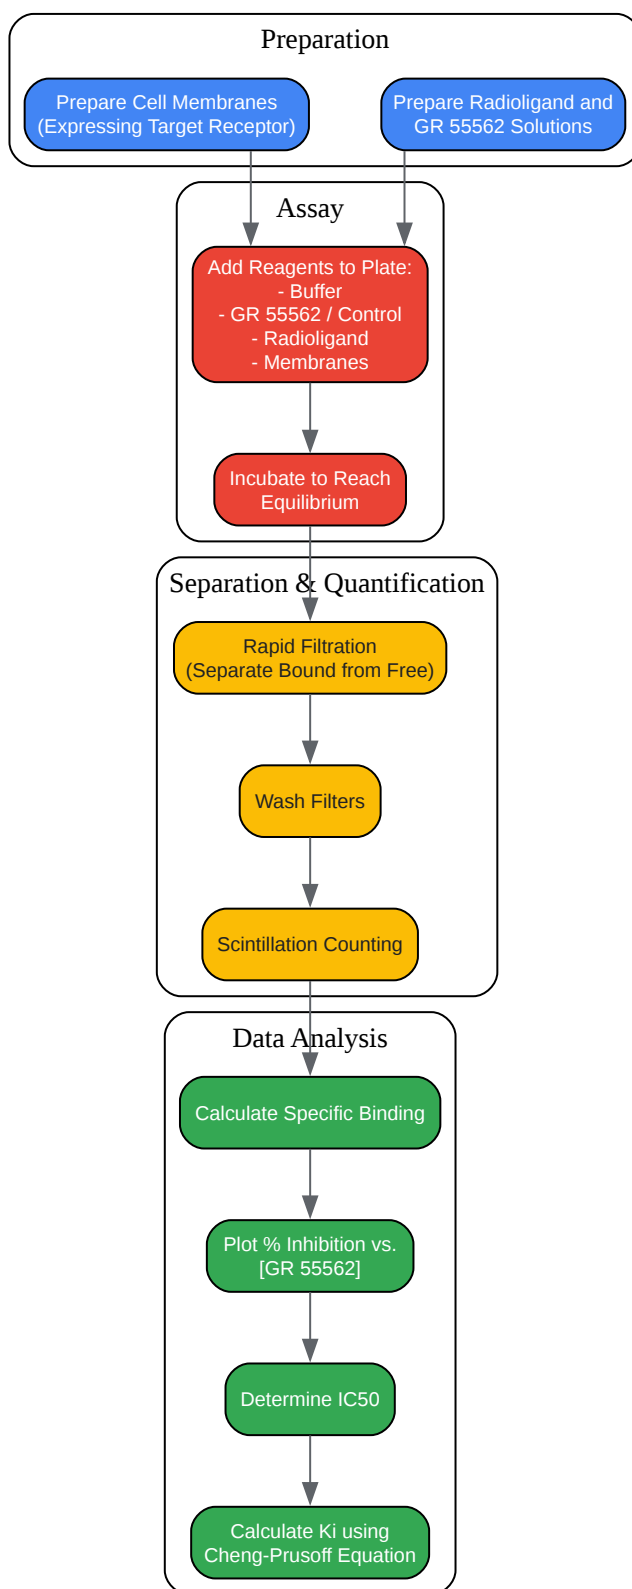 Preparation
Prepare Cell Membranes
(Expressing Target Receptor)
Prepare Radioligand and
GR 55562 Solutions
Assay
Add Reagents to Plate:
- Buffer
- GR 55562 / Control
- Radioligand
- Membranes
Incubate to Reach
Equilibrium
Separation & Quantification
Rapid Filtration
(Separate Bound from Free)
Wash Filters
Scintillation Counting
Data Analysis
Calculate Specific Binding
Plot % Inhibition vs.
[GR 55562]
Determine IC50
Calculate Ki using
Cheng-Prusoff Equation